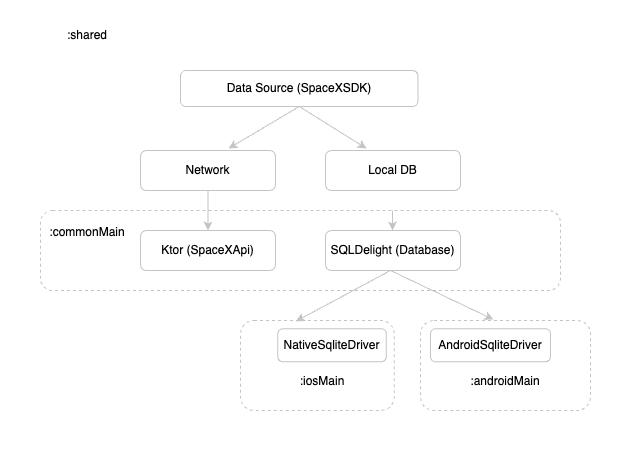 :shared
Data Source (SpaceXSDK)
Network
Local DB
:commonMain
Ktor (SpaceXApi)
SQLDelight (Database)
NativeSqliteDriver
AndroidSqliteDriver
:iosMain
:androidMain